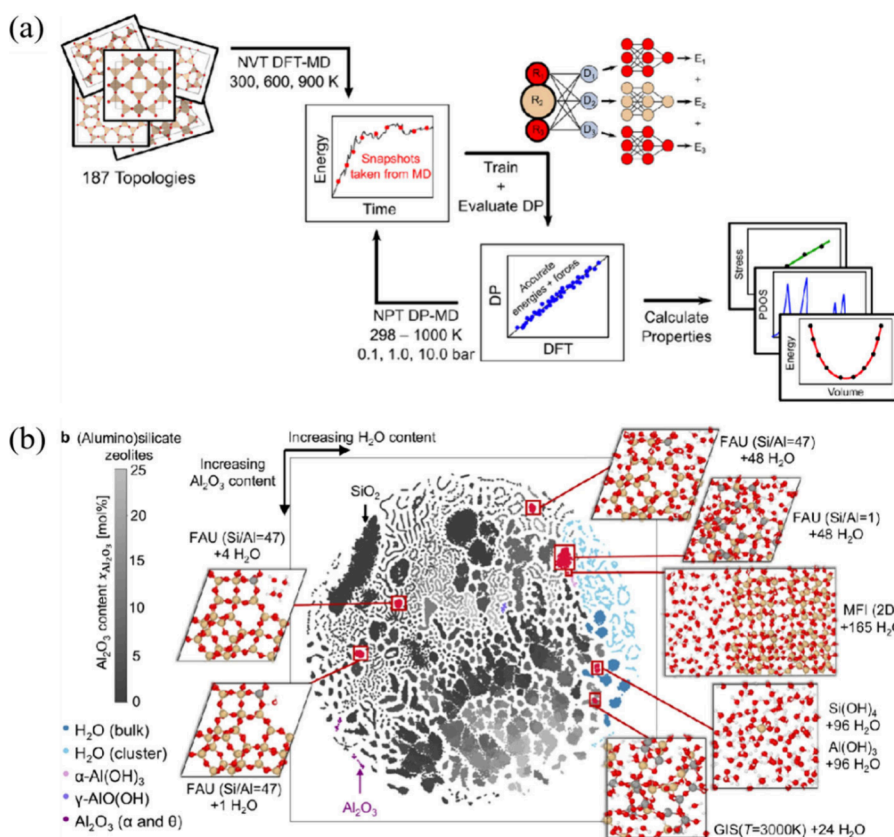 (a)
187 Topologies
NVT DFT-MD
300, 600, 900 K
Energy
Snapshots
taken from MD
Time
R₁
R₂
R₃
D₁
D₂
D₃
E₁
+
E₂
+
E₃
Train
+
Evaluate DP
NPT DP-MD
298 – 1000 K
0.1, 1.0, 10.0 bar
DP
Accurate
energies + forces
DFT
Calculate
Properties
Stress
PDOS
Energy
Volume
(b)
b (Alumino)silicate
zeolites
25
20
15
10
5
0
Al₂O₃ content x_Al₂O₃ [mol%]
Increasing H₂O content
Increasing
Al₂O₃ content
SiO₂
FAU (Si/Al=47)
+4 H₂O
FAU (Si/Al=47)
+1 H₂O
FAU (Si/Al=47)
+48 H₂O
FAU (Si/Al=1)
+48 H₂O
MFI (2D)
+165 H₂O
Si(OH)₄
+96 H₂O
Al(OH)₃
+96 H₂O
GIS(T=3000K) +24 H₂O
Al₂O₃
H₂O (bulk)
H₂O (cluster)
α-Al(OH)₃
γ-AlO(OH)
Al₂O₃ (α and θ)